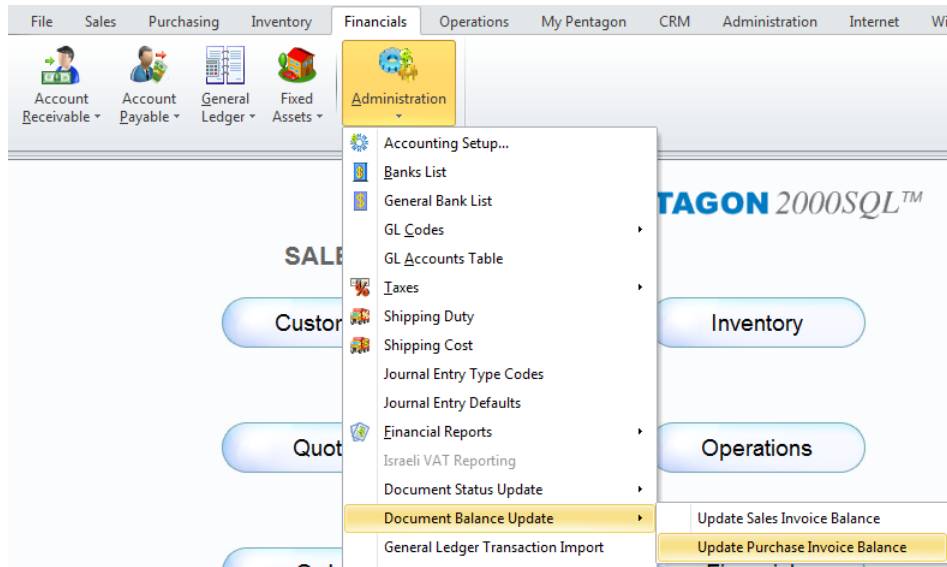 File Sales Purchasing Inventory Financials Operations My Pentagon CRM Administration Internet
Account Receivable
Account Payable
General Ledger
Fixed Assets
Administration
Accounting Setup...
Banks List
General Bank List
GL Codes
GL Accounts Table
Taxes
Shipping Duty
Shipping Cost
Journal Entry Type Codes
Journal Entry Defaults
Financial Reports
Israeli VAT Reporting
Document Status Update
Document Balance Update
General Ledger Transaction Import
Update Sales Invoice Balance
Update Purchase Invoice Balance
TAGON 2000SQL™
SALE
Custor
Inventory
Quot
Operations